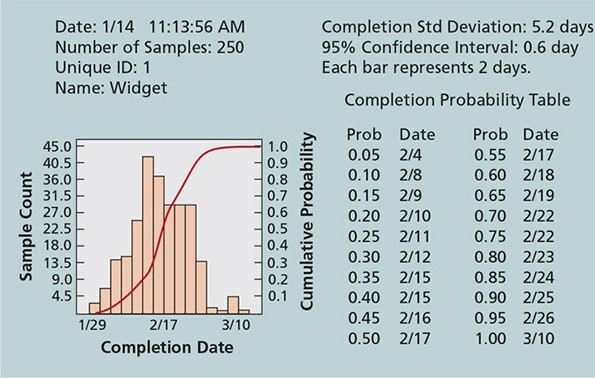 Date: 1/14 11:13:56 AM
Number of Samples: 250
Unique ID: 1
Name: Widget
Completion Std Deviation: 5.2 days
95% Confidence Interval: 0.6 day
Each bar represents 2 days.
Completion Probability Table
Prob Date Prob Date
0.05 2/4 0.55 2/17
0.10 2/8 0.60 2/18
0.15 2/9 0.65 2/19
0.20 2/10 0.70 2/22
0.25 2/11 0.75 2/22
0.30 2/12 0.80 2/23
0.35 2/15 0.85 2/24
0.40 2/15 0.90 2/25
0.45 2/16 0.95 2/26
0.50 2/17 1.00 3/10
Sample Count
45.0
40.5
36.0
31.5
27.0
22.5
18.0
13.5
9.0
4.5
1.0
0.9
0.8
0.7
0.6
0.5
0.4
0.3
0.2
0.1
Cumulative Probability
1/29 2/17 3/10
Completion Date